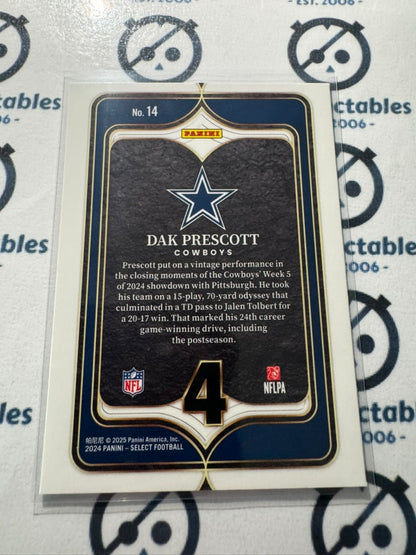 EST.
- 2006 -
ctables
2006 -
No. 14
PANINI
DAK PRESCOTT
COWBOYS
Prescott put on a vintage performance in
the closing moments of the Cowboys' Week 5
of 2024 showdown with Pittsburgh. He took
his team on a 15-play, 70-yard odyssey that
culminated in a TD pass to Jalen Tolbert for
a 20-17 win. That marked his 24th career
game-winning drive, including
the postseason.
NFL
4
NFLPA
帕尼尼 © 2025 Panini America, Inc.
2024 PANINI - SELECT FOOTBALL